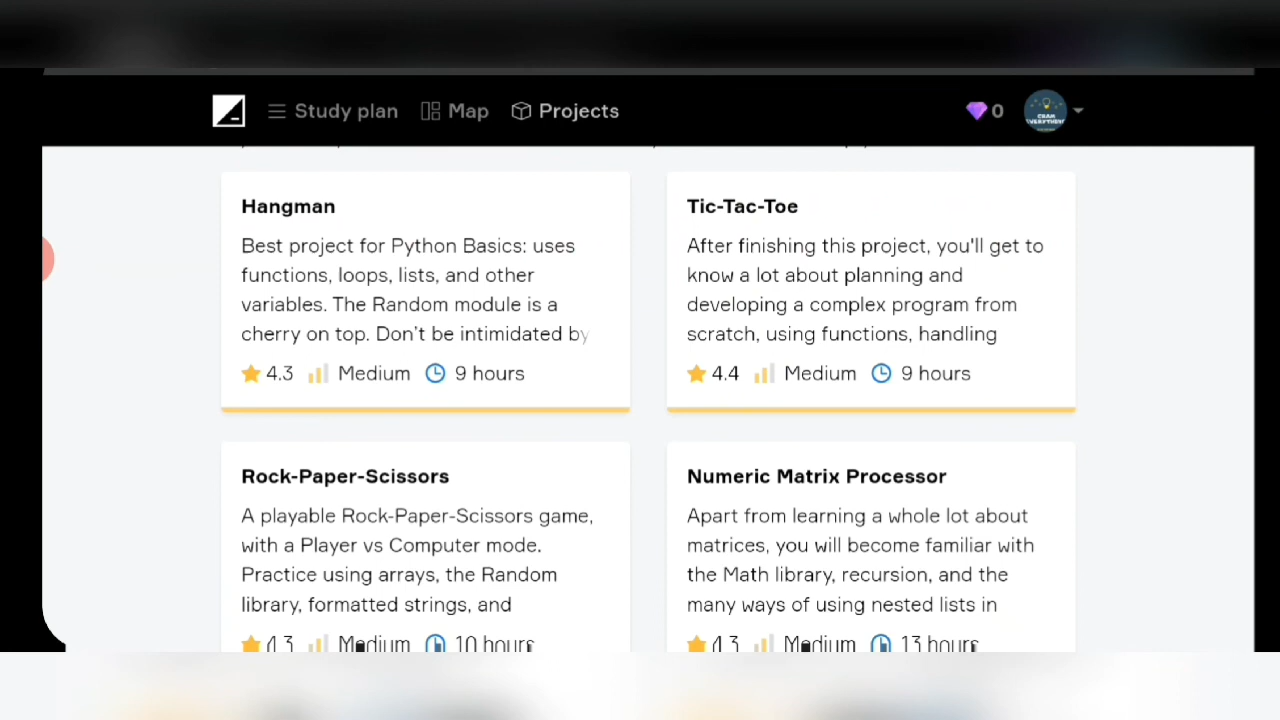 Study plan Map Projects 0
Hangman
Best project for Python Basics: uses
functions, loops, lists, and other
variables. The Random module is a
cherry on top. Don't be intimidated by
4.3 Medium 9 hours
Tic-Tac-Toe
After finishing this project, you'll get to
know a lot about planning and
developing a complex program from
scratch, using functions, handling
4.4 Medium 9 hours
Rock-Paper-Scissors
A playable Rock-Paper-Scissors game,
with a Player vs Computer mode.
Practice using arrays, the Random
library, formatted strings, and
4.3 Medium 10 hours
Numeric Matrix Processor
Apart from learning a whole lot about
matrices, you will become familiar with
the Math library, recursion, and the
many ways of using nested lists in
4.3 Medium 13 hours